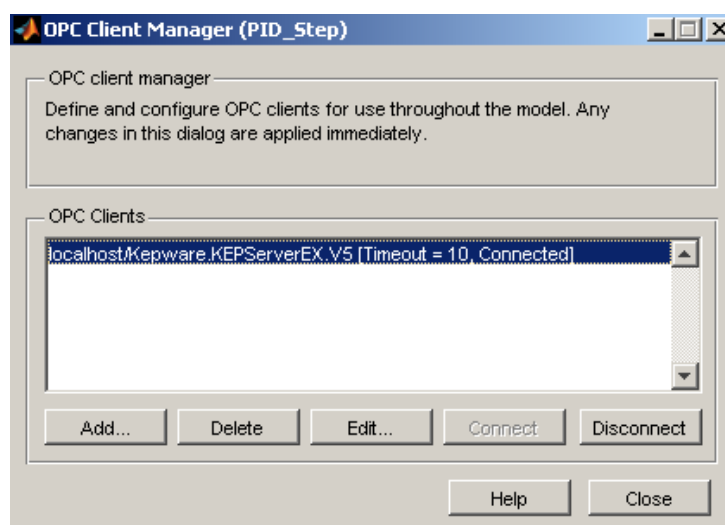 OPC Client Manager (PID_Step)
OPC client manager
Define and configure OPC clients for use throughout the model. Any
changes in this dialog are applied immediately.
OPC Clients
localhost/Kepware.KEPServerEX.V5 [Timeout = 10, Connected]
Add... Delete Edit... Connect Disconnect
Help Close